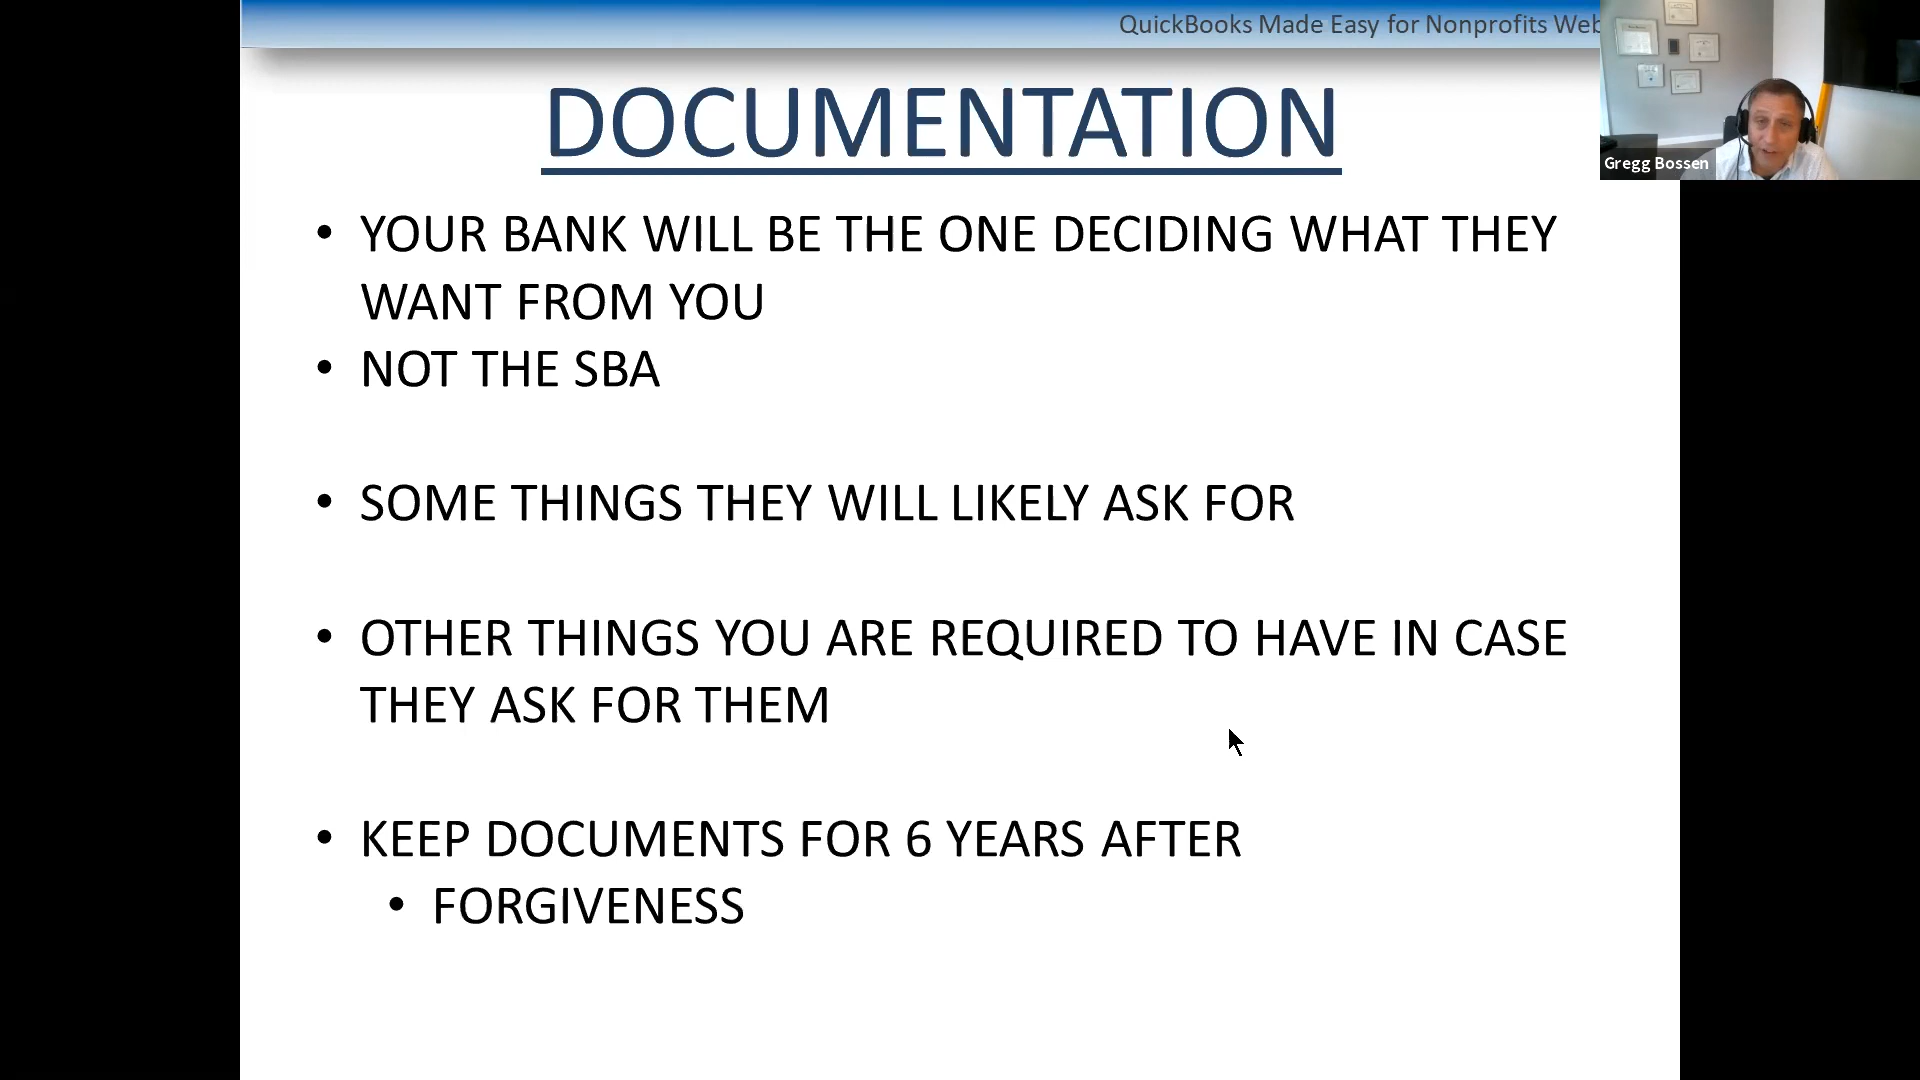 QuickBooks Made Easy for Nonprofits Web
DOCUMENTATION
Gregg Bossen
• YOUR BANK WILL BE THE ONE DECIDING WHAT THEY
WANT FROM YOU
• NOT THE SBA
• SOME THINGS THEY WILL LIKELY ASK FOR
• OTHER THINGS YOU ARE REQUIRED TO HAVE IN CASE
THEY ASK FOR THEM
• KEEP DOCUMENTS FOR 6 YEARS AFTER
• FORGIVENESS